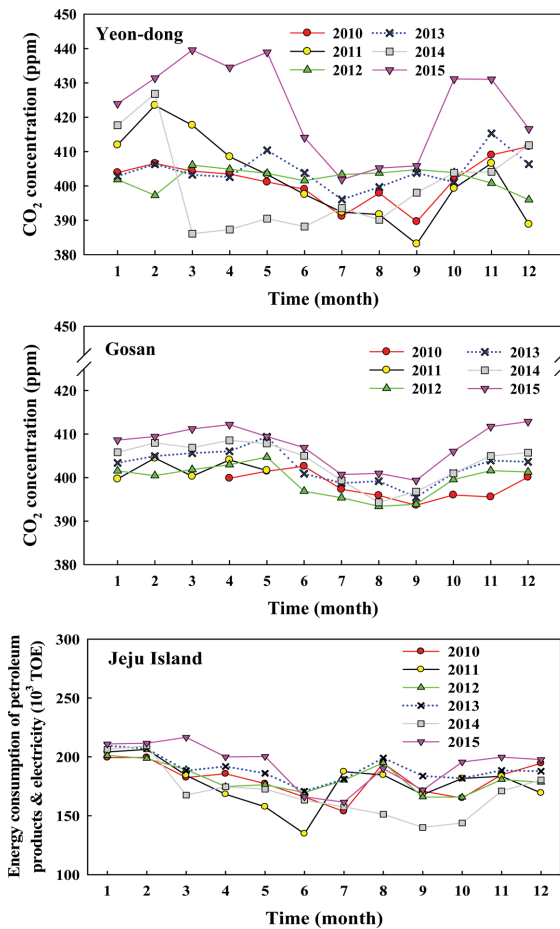 450
Yeon-dong
2010
2011
2012
2013
2014
2015
440
430
420
410
400
390
380
CO2 concentration (ppm)
1 2 3 4 5 6 7 8 9 10 11 12
Time (month)
450
Gosan
2010
2011
2012
2013
2014
2015
420
410
400
390
380
CO2 concentration (ppm)
1 2 3 4 5 6 7 8 9 10 11 12
Time (month)
300
Jeju Island
2010
2011
2012
2013
2014
2015
250
200
150
100
Energy consumption of petroleum
products & electricity (10³ TOE)
1 2 3 4 5 6 7 8 9 10 11 12
Time (month)